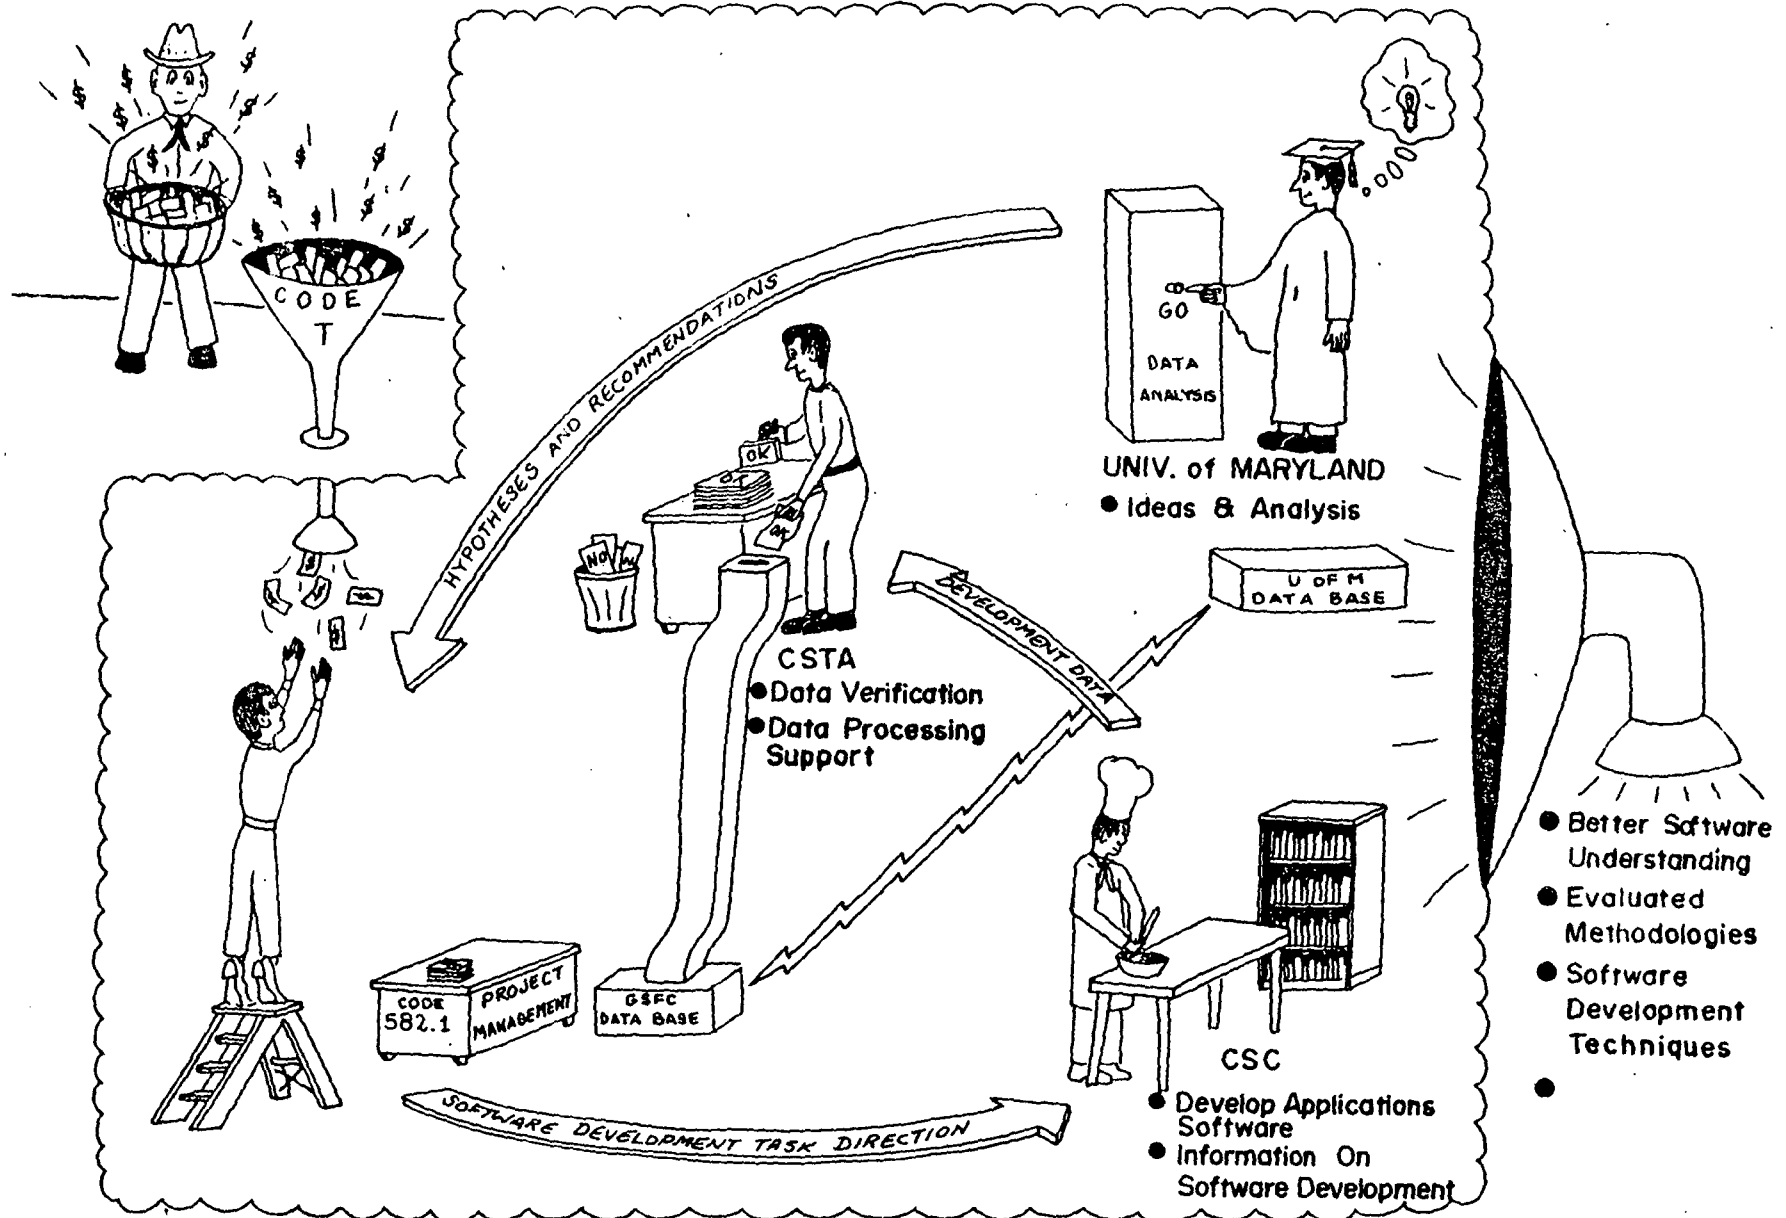 CODE
T
HYPOTHESES AND RECOMMENDATIONS
GO
DATA
ANALYSIS
UNIV. of MARYLAND
● Ideas & Analysis
OK
OK
NO
U OF M
DATA BASE
DEVELOPMENT DATA
CSTA
● Data Verification
● Data Processing
Support
CODE
582.1
PROJECT
MANAGEMENT
GSFC
DATA BASE
CSC
● Develop Applications
Software
● Information On
Software Development
SOFTWARE DEVELOPMENT TASK DIRECTION
● Better Software
Understanding
● Evaluated
Methodologies
● Software
Development
Techniques
●